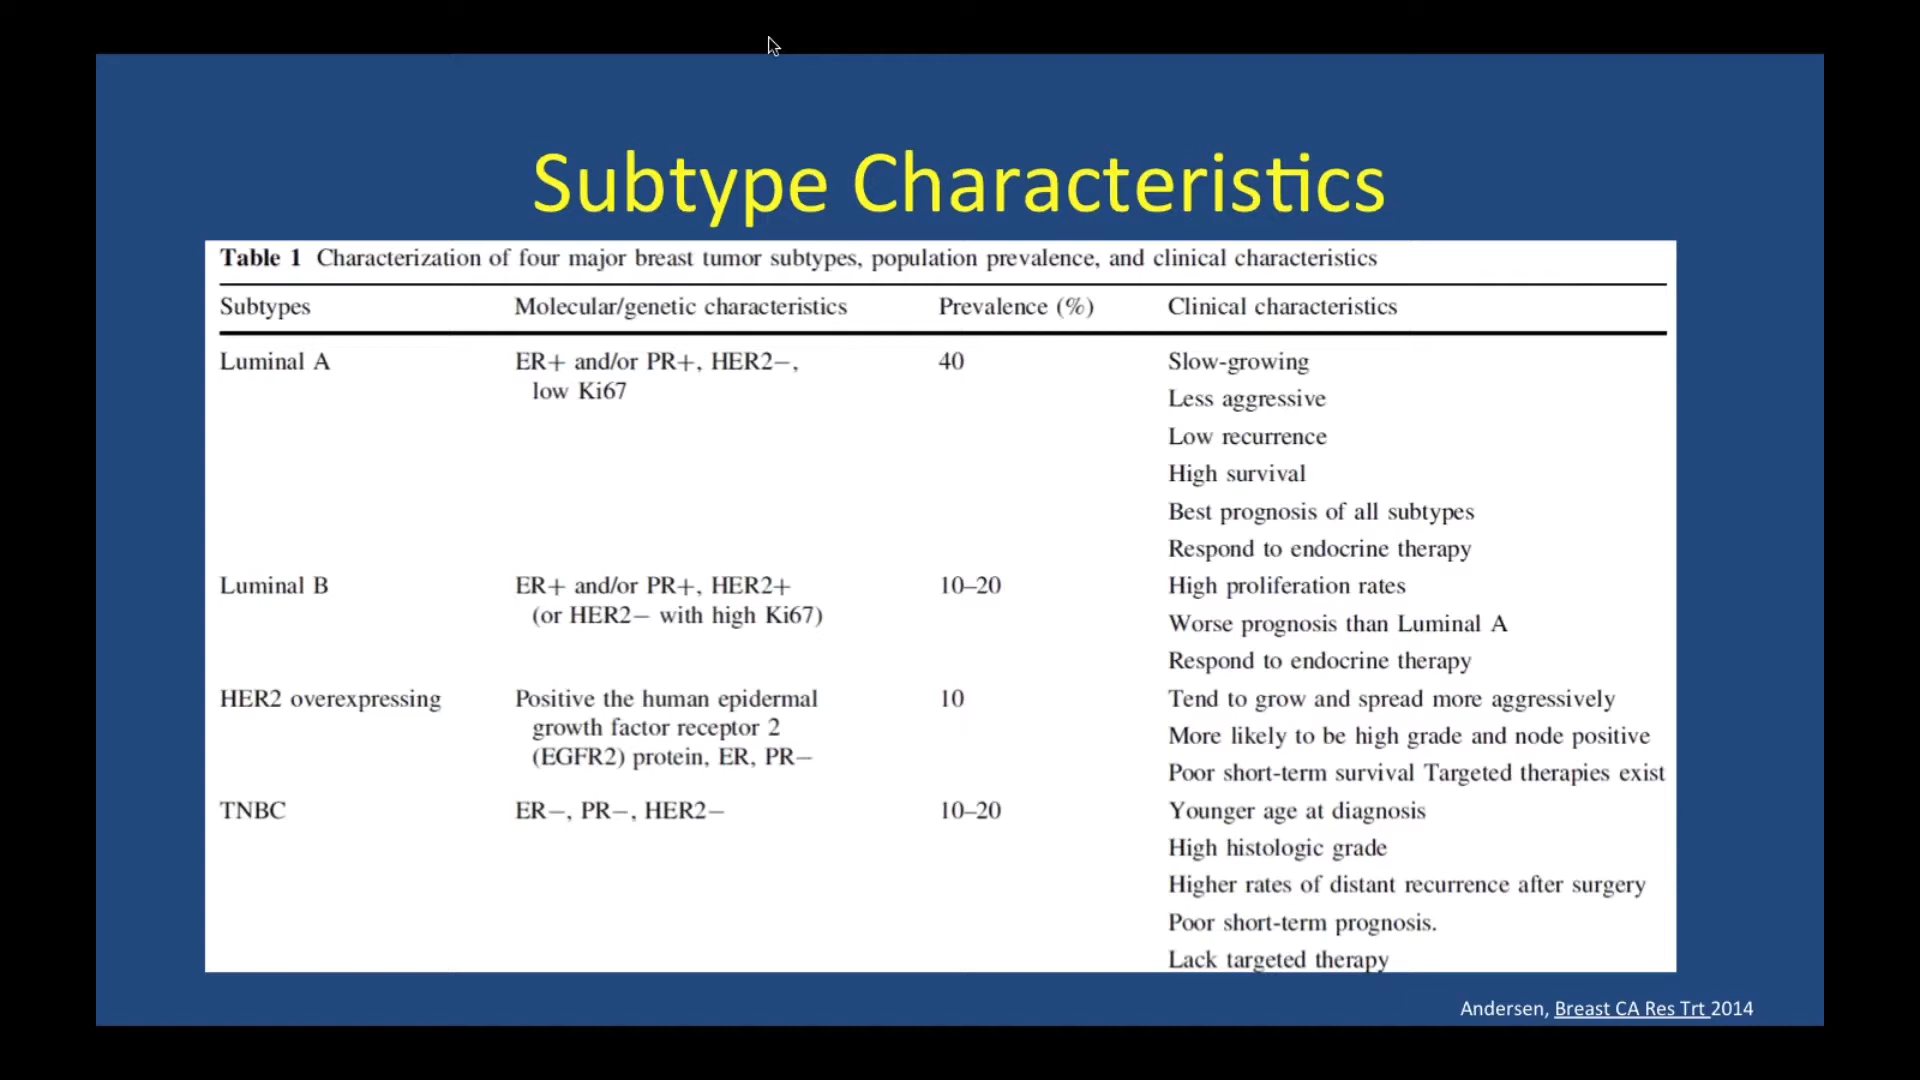 Subtype Characteristics
Table 1 Characterization of four major breast tumor subtypes, population prevalence, and clinical characteristics
Subtypes Molecular/genetic characteristics Prevalence (%) Clinical characteristics
Luminal A ER+ and/or PR+, HER2−, 40 Slow-growing
low Ki67
Less aggressive
Low recurrence
High survival
Best prognosis of all subtypes
Respond to endocrine therapy
Luminal B ER+ and/or PR+, HER2+ 10–20 High proliferation rates
(or HER2− with high Ki67)
Worse prognosis than Luminal A
Respond to endocrine therapy
HER2 overexpressing Positive the human epidermal 10 Tend to grow and spread more aggressively
growth factor receptor 2 More likely to be high grade and node positive
(EGFR2) protein, ER, PR− Poor short-term survival Targeted therapies exist
TNBC ER−, PR−, HER2− 10–20 Younger age at diagnosis
High histologic grade
Higher rates of distant recurrence after surgery
Poor short-term prognosis.
Lack targeted therapy
Andersen, Breast CA Res Trt 2014